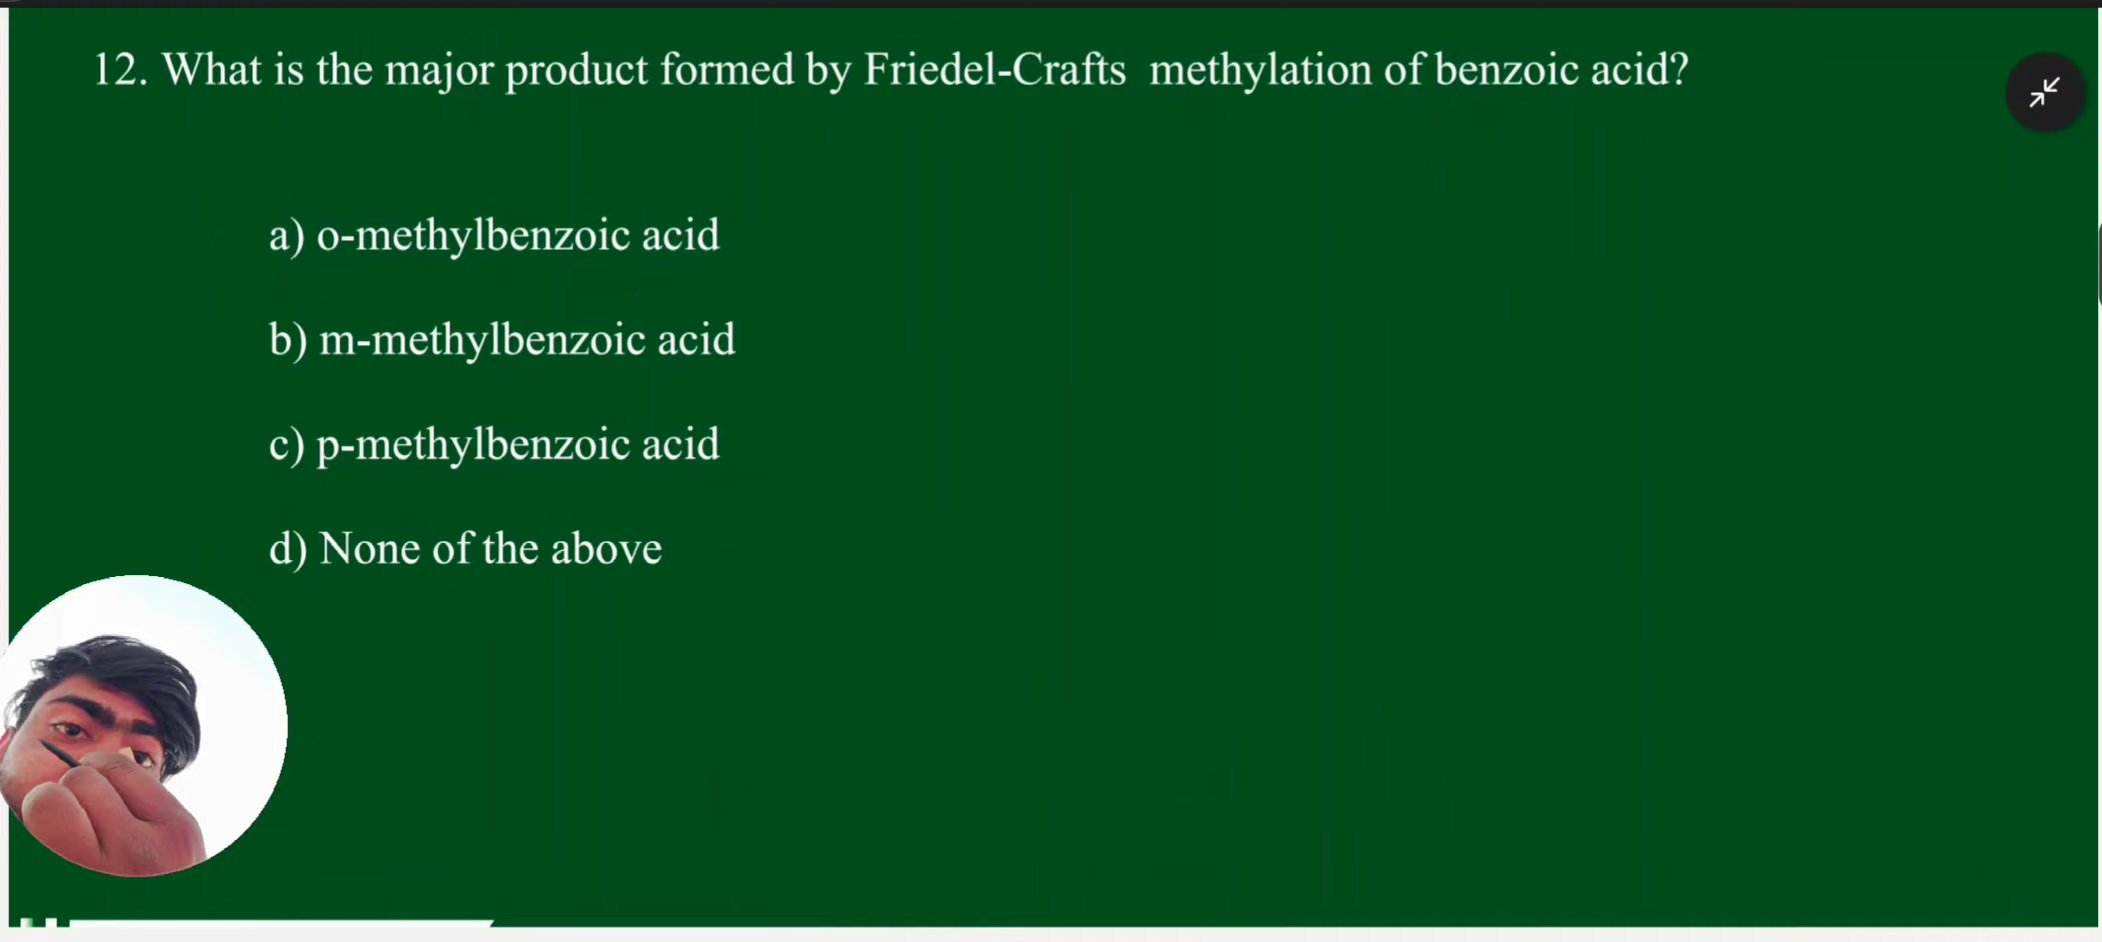 12. What is the major product formed by Friedel-Crafts methylation of benzoic acid?
a) o-methylbenzoic acid
b) m-methylbenzoic acid
c) p-methylbenzoic acid
d) None of the above